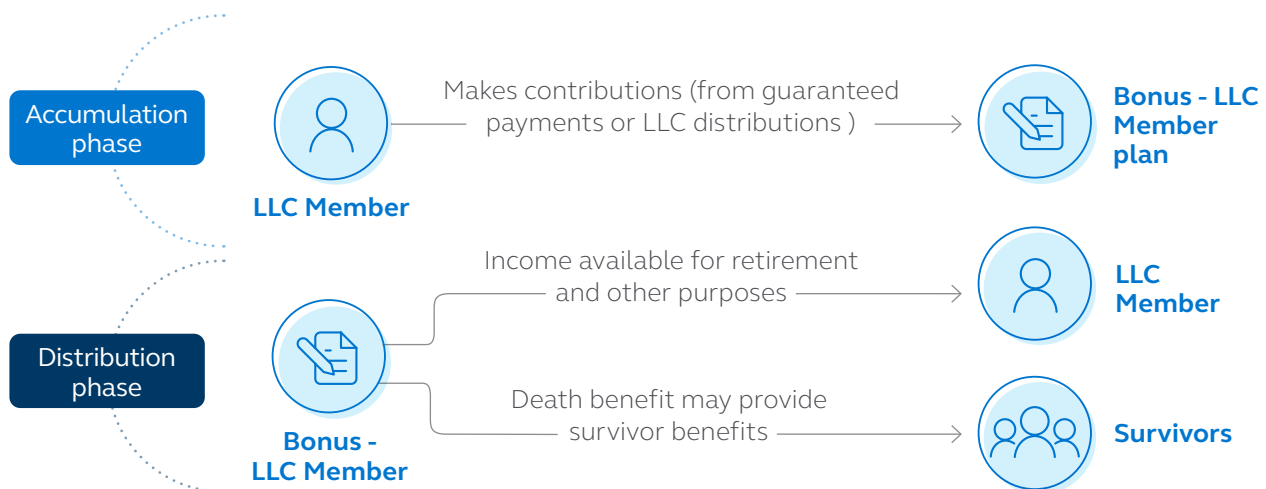 Accumulation
phase
LLC Member
Makes contributions (from guaranteed
payments or LLC distributions )
Bonus - LLC
Member
plan
Distribution
phase
Bonus -
LLC Member
Income available for retirement
and other purposes
LLC
Member
Death benefit may provide
survivor benefits
Survivors